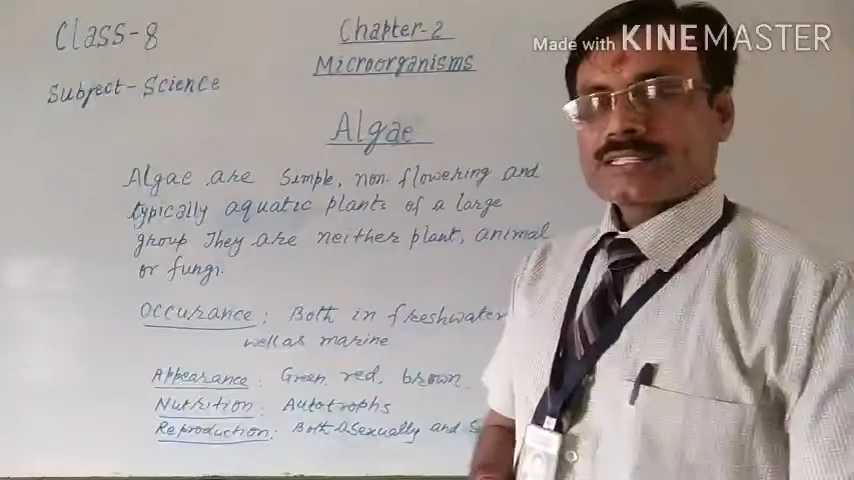 Class-8
Subject-Science
Chapter-2
Microorganisms
Made with KINEMASTER
Algae
Algae are Simple, non-flowering and
typically aquatic plants of a large
group They are neither plant, animal
or fungi.
Occurance: Both in freshwater
wellas marine
Appearance: Green, red, brown.
Nutrition: Autotrophs
Reproduction: Both Asexually and